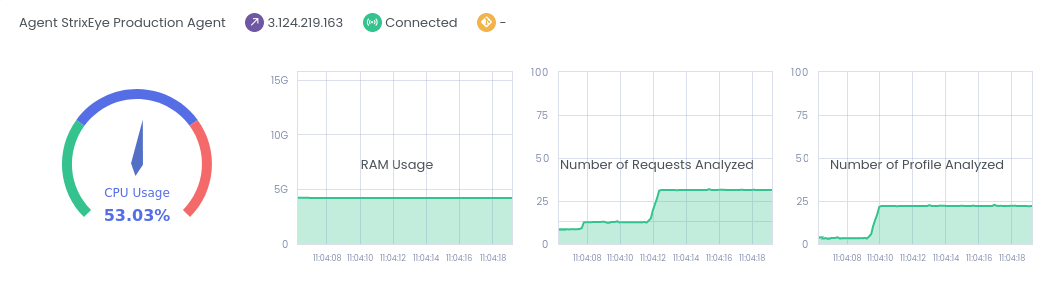 Agent StrixEye Production Agent 3.124.219.163 Connected –
CPU Usage
53.03%
15G
10G
5G
0
RAM Usage
11:04:08 11:04:10 11:04:12 11:04:14 11:04:16 11:04:18
100
75
50
25
0
Number of Requests Analyzed
11:04:08 11:04:10 11:04:12 11:04:14 11:04:16 11:04:18
100
75
50
25
0
Number of Profile Analyzed
11:04:08 11:04:10 11:04:12 11:04:14 11:04:16 11:04:18